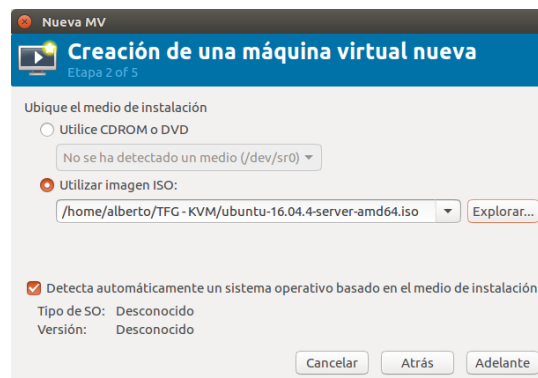 Nueva MV
Creación de una máquina virtual nueva
Etapa 2 of 5
Ubique el medio de instalación
Utilice CDROM o DVD
No se ha detectado un medio (/dev/sr0)
Utilizar imagen ISO:
/home/alberto/TFG-KVM/ubuntu-16.04.4-server-amd64.iso Explorar...
Detecta automáticamente un sistema operativo basado en el medio de instalación
Tipo de SO: Desconocido
Versión: Desconocido
Cancelar Atrás Adelante